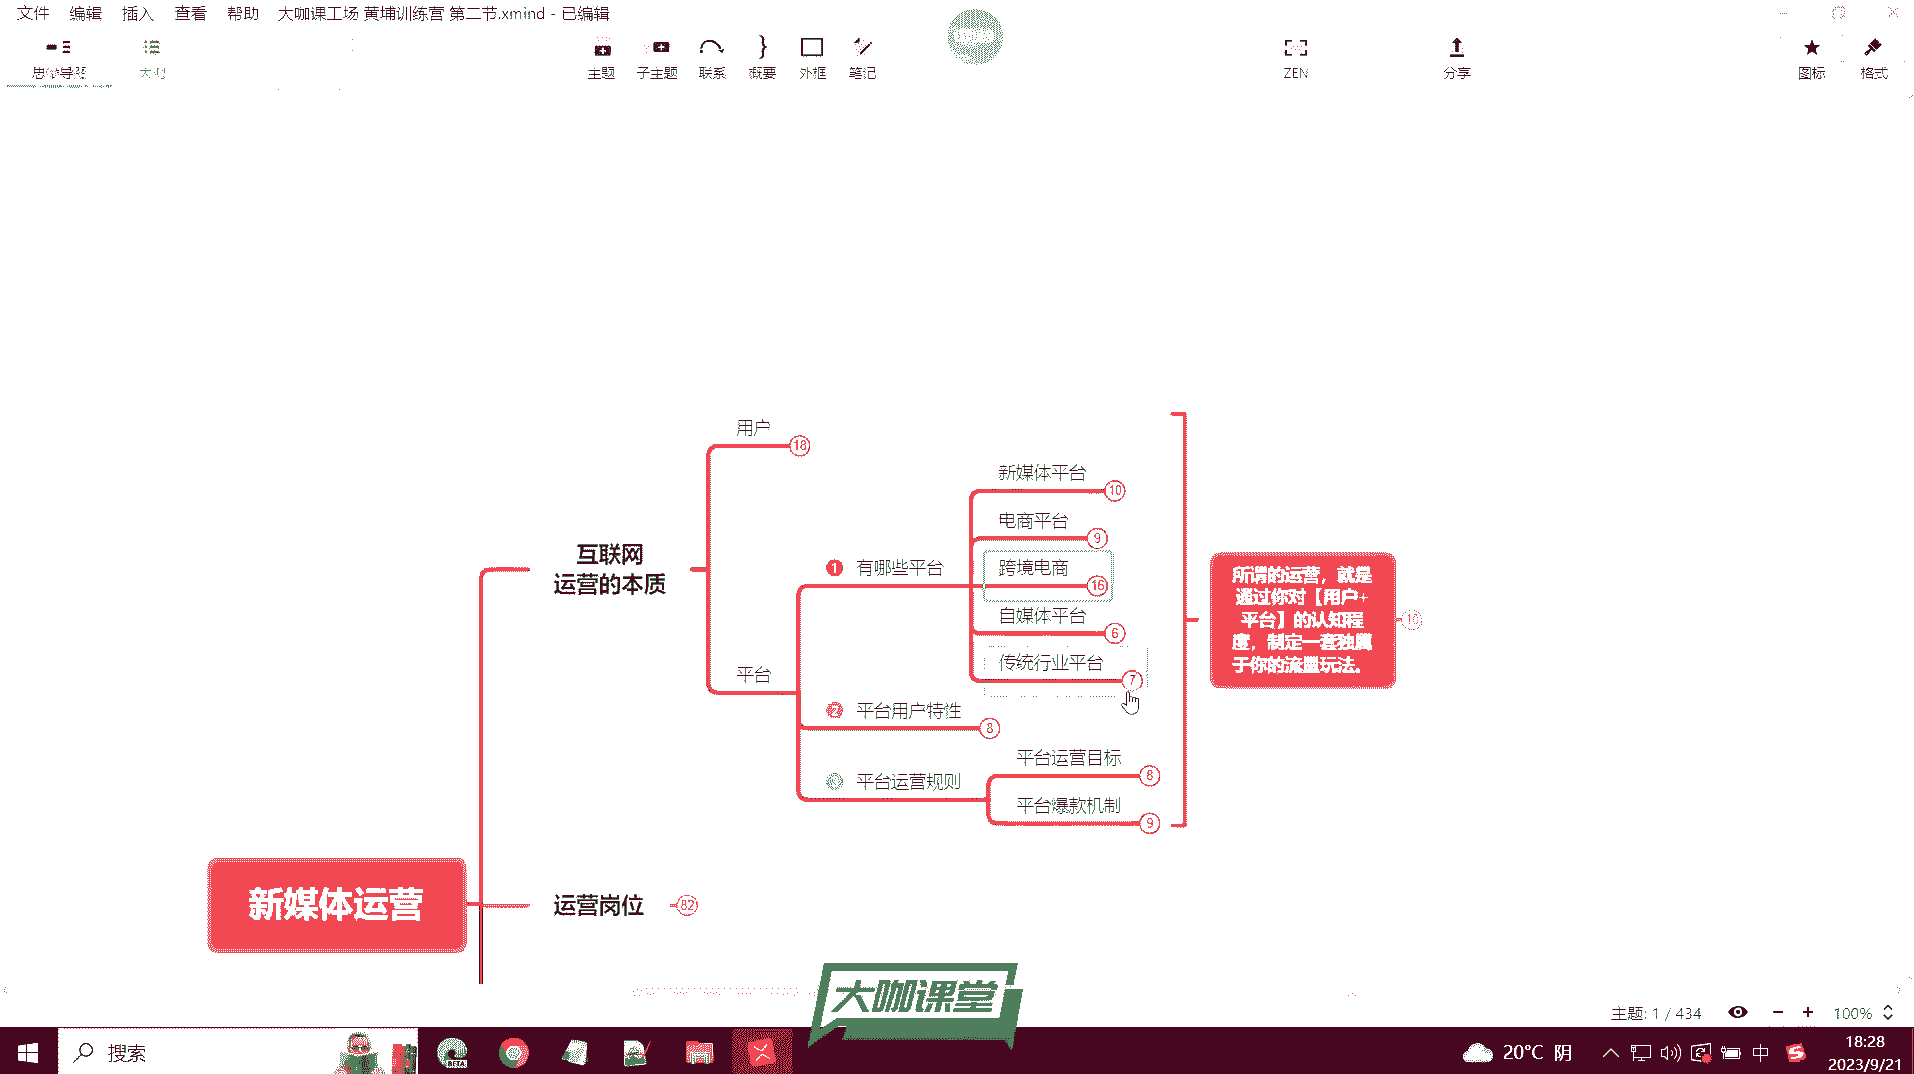 文件 编辑 插入 查看 帮助 大咖课工场 黄埔训练营 第二节.xmind - 已编辑
思维导图 大纲 主题 子主题 联系 概要 外框 笔记 ZEN 分享 图标 格式
用户
18
新媒体平台
10
电商平台
9
互联网
运营的本质
1 有哪些平台
跨境电商
16
自媒体平台
6
传统行业平台
7
平台
2 平台用户特性
8
3 平台运营规则
平台运营目标
8
平台爆款机制
9
所谓的运营，就是
通过你对【用户+
平台】的认知程
度，制定一套独属
于你的流量玩法。
新媒体运营
运营岗位
82
大咖课堂
主题: 1 / 434
100%
搜索
BETA
20°C 阴
中
18:28
2023/9/21